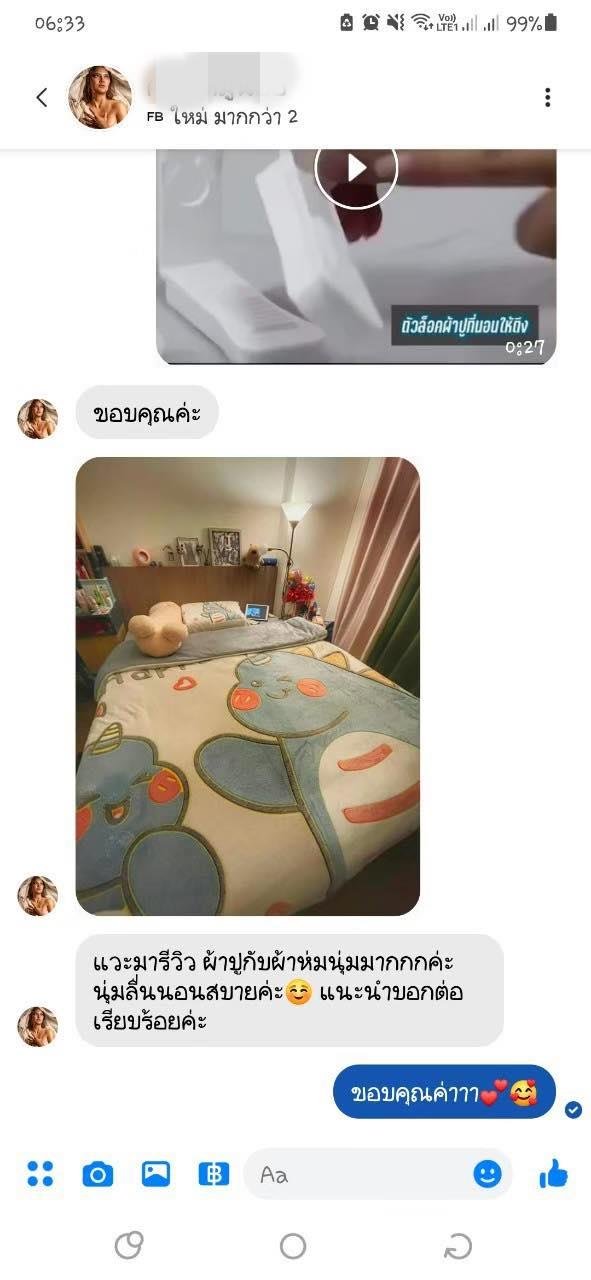 06:33
Vo))
LTE1
99%
FB ใหม่ มากกว่า 2
ตัวล็อคผ้าปูที่นอนให้ตึง
0:27
ขอบคุณค่ะ
แวะมารีวิว ผ้าปูกับผ้าห่มนุ่มมากกกค่ะ
นุ่มลื่นนอนสบายค่ะ☺️ แนะนำบอกต่อ
เรียบร้อยค่ะ
ขอบคุณค่าาา💕🥰
Aa